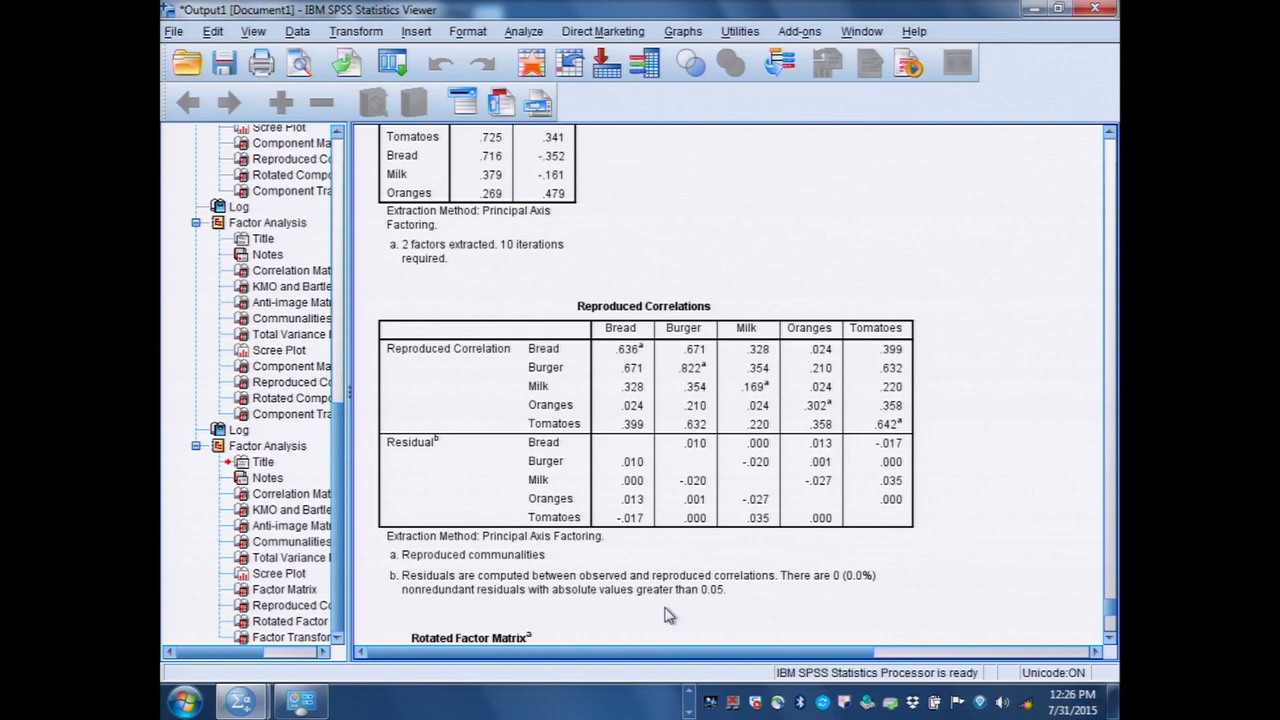 *Output1 [Document1] - IBM SPSS Statistics Viewer
File Edit View Data Transform Insert Format Analyze Direct Marketing Graphs Utilities Add-ons Window Help
Scree Plot
Component Ma
Reproduced Co
Rotated Compo
Component Tra
Log
Factor Analysis
Title
Notes
Correlation Mat
KMO and Bartle
Anti-image Matr
Communalities
Total Variance I
Scree Plot
Component Ma
Reproduced Co
Rotated Compo
Component Tra
Log
Factor Analysis
Title
Notes
Correlation Mat
KMO and Bartle
Anti-image Matr
Communalities
Total Variance I
Scree Plot
Factor Matrix
Reproduced Co
Rotated Factor
Factor Transfor
Tomatoes .725 .341
Bread .716 -.352
Milk .379 -.161
Oranges .269 .479
Extraction Method: Principal Axis
Factoring.
a. 2 factors extracted. 10 iterations
required.
Reproduced Correlations
Bread Burger Milk Oranges Tomatoes
Reproduced Correlation Bread .636a .671 .328 .024 .399
Burger .671 .822a .354 .210 .632
Milk .328 .354 .169a .024 .220
Oranges .024 .210 .024 .302a .358
Tomatoes .399 .632 .220 .358 .642a
Residualb Bread .010 .000 .013 -.017
Burger .010 -.020 .001 .000
Milk .000 -.020 -.027 .035
Oranges .013 .001 -.027 .000
Tomatoes -.017 .000 .035 .000
Extraction Method: Principal Axis Factoring.
a. Reproduced communalities
b. Residuals are computed between observed and reproduced correlations. There are 0 (0.0%)
nonredundant residuals with absolute values greater than 0.05.
Rotated Factor Matrixa
IBM SPSS Statistics Processor is ready Unicode:ON
12:26 PM
7/31/2015